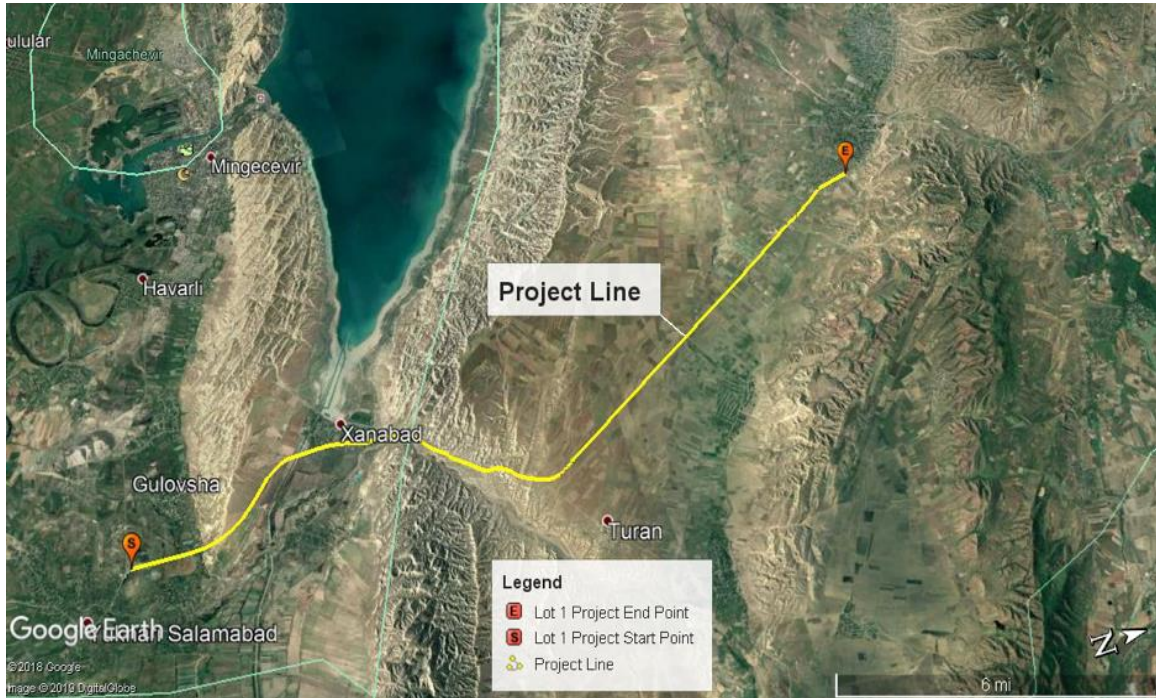 ulular
Mingachevir
Mingecevir
Havarli
E
Project Line
Xanabad
Gulovsha
S
Turan
Legend
E Lot 1 Project End Point
S Lot 1 Project Start Point
Project Line
Google Earth
Salamabad
©2018 Google
Image © 2019 DigitalGlobe
N
6 mi